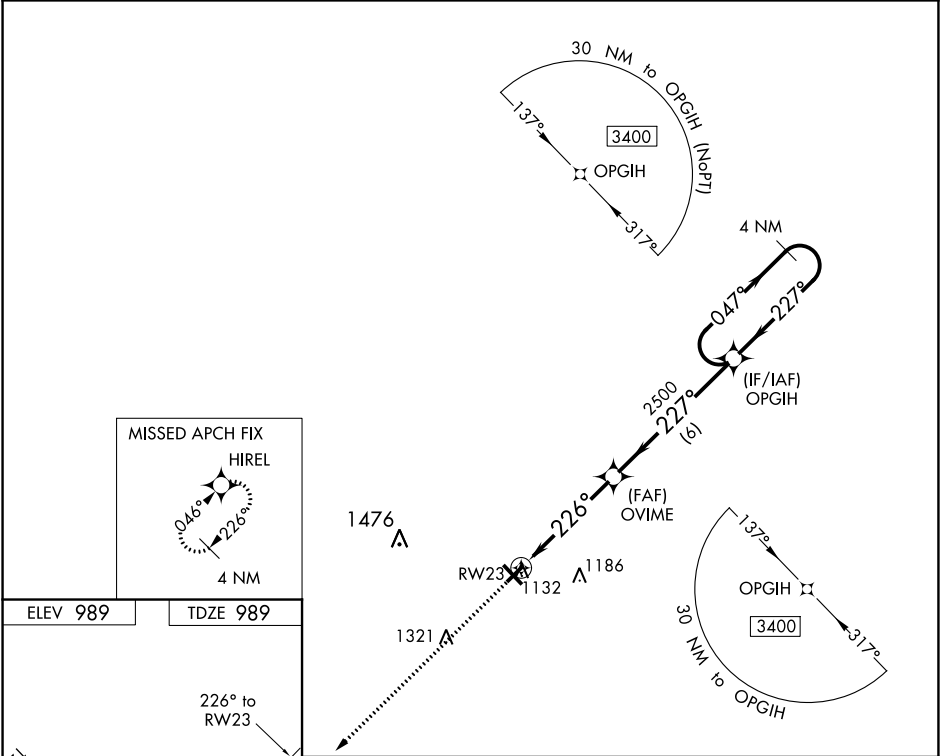 30 NM to OPGIH (NoPT)
137°
3400
OPGIH
317°
4 NM
047°
227°
(IF/IAF)
OPGIH
2500
227°
(6)
(FAF)
OVIME
226°
MISSED APCH FIX
HIREL
046°
226°
4 NM
1476
RW23
1132
1186
1321
137°
OPGIH
3400
317°
30 NM to OPGIH
ELEV 989
TDZE 989
226° to
RW23